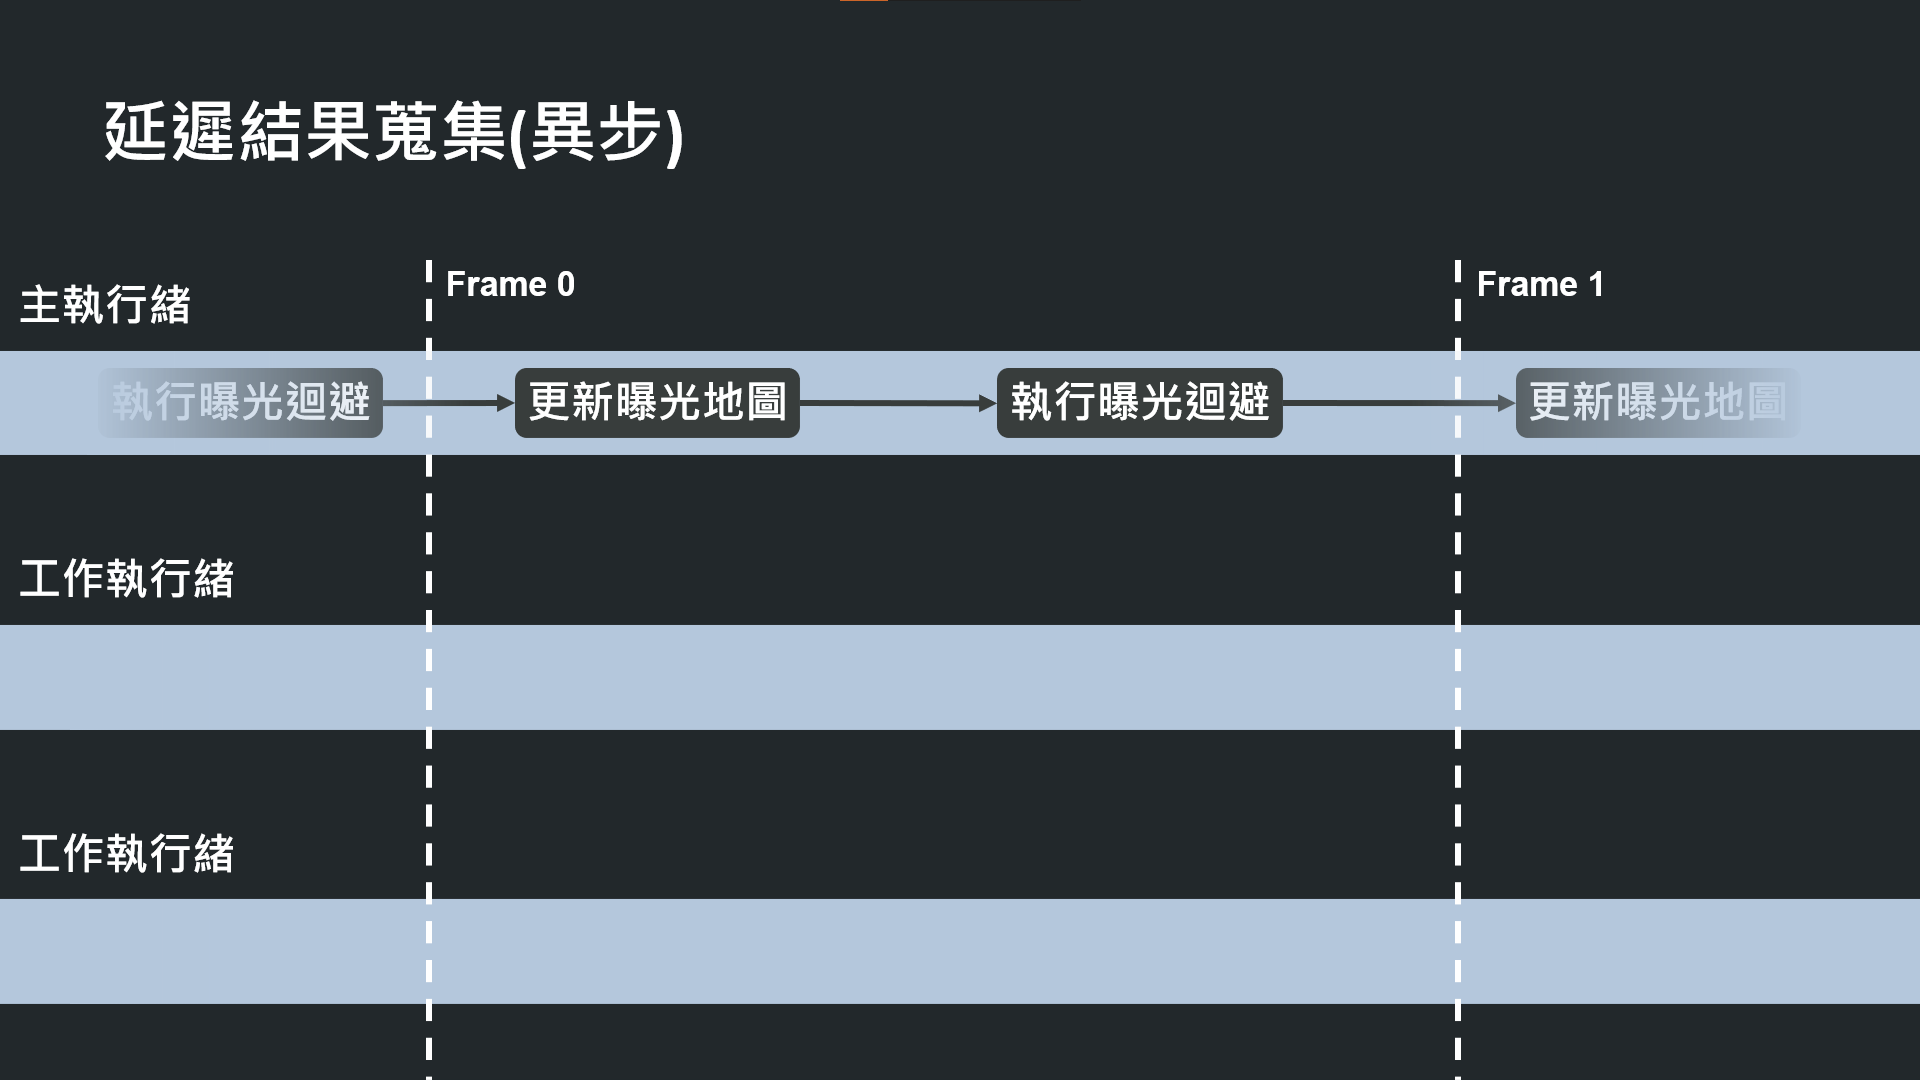 延遲結果蒐集(異步)
Frame 0
Frame 1
主執行緒
執行曝光迴避
更新曝光地圖
執行曝光迴避
更新曝光地圖
工作執行緒
工作執行緒